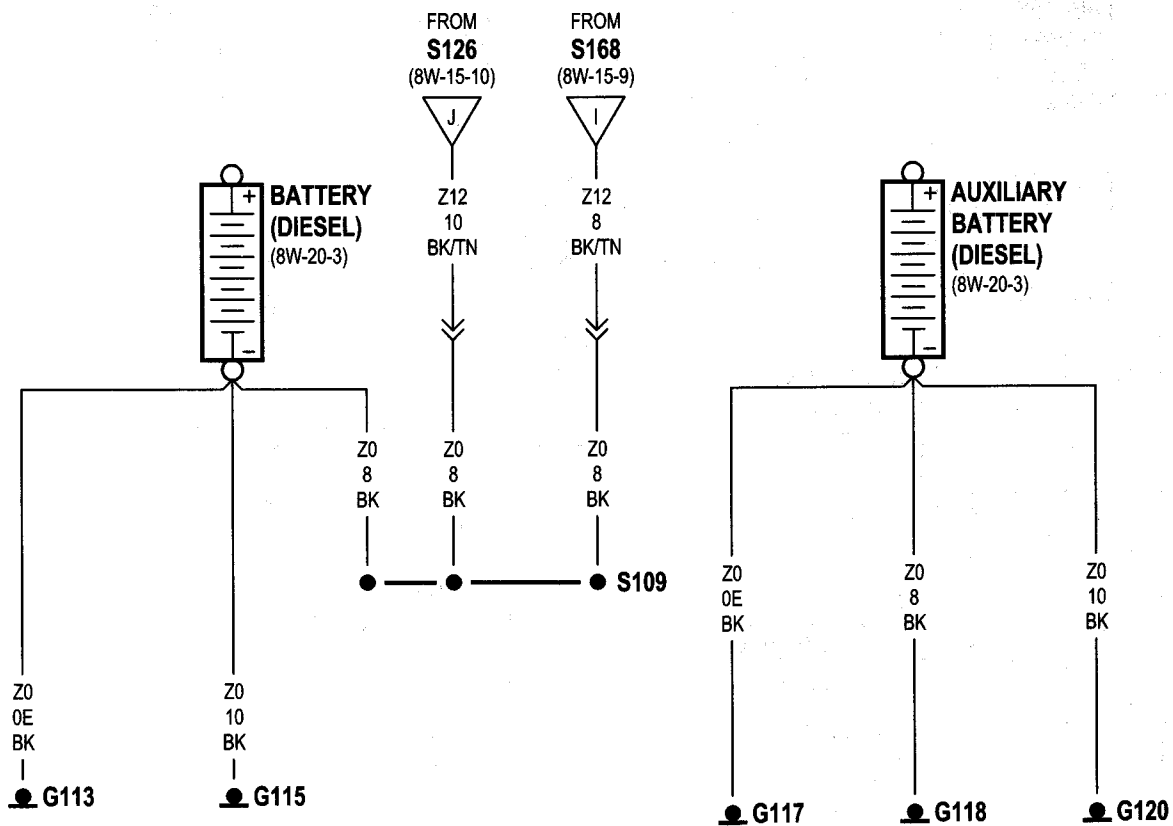 FROM
S126
(8W-15-10)
J
FROM
S168
(8W-15-9)
I
+
BATTERY
(DIESEL)
(8W-20-3)
–
Z12
10
BK/TN
Z12
8
BK/TN
+
AUXILIARY
BATTERY
(DIESEL)
(8W-20-3)
–
Z0
8
BK
Z0
8
BK
Z0
8
BK
S109
Z0
0E
BK
Z0
8
BK
Z0
10
BK
Z0
0E
BK
Z0
10
BK
G113
G115
G117
G118
G120